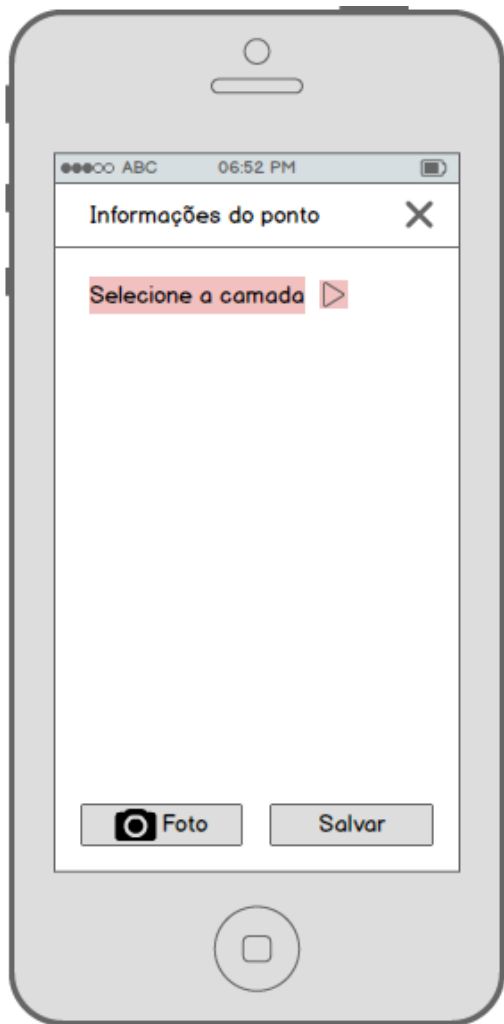 ABC 06:52 PM
Informações do ponto
Selecione a camada
Foto Salvar